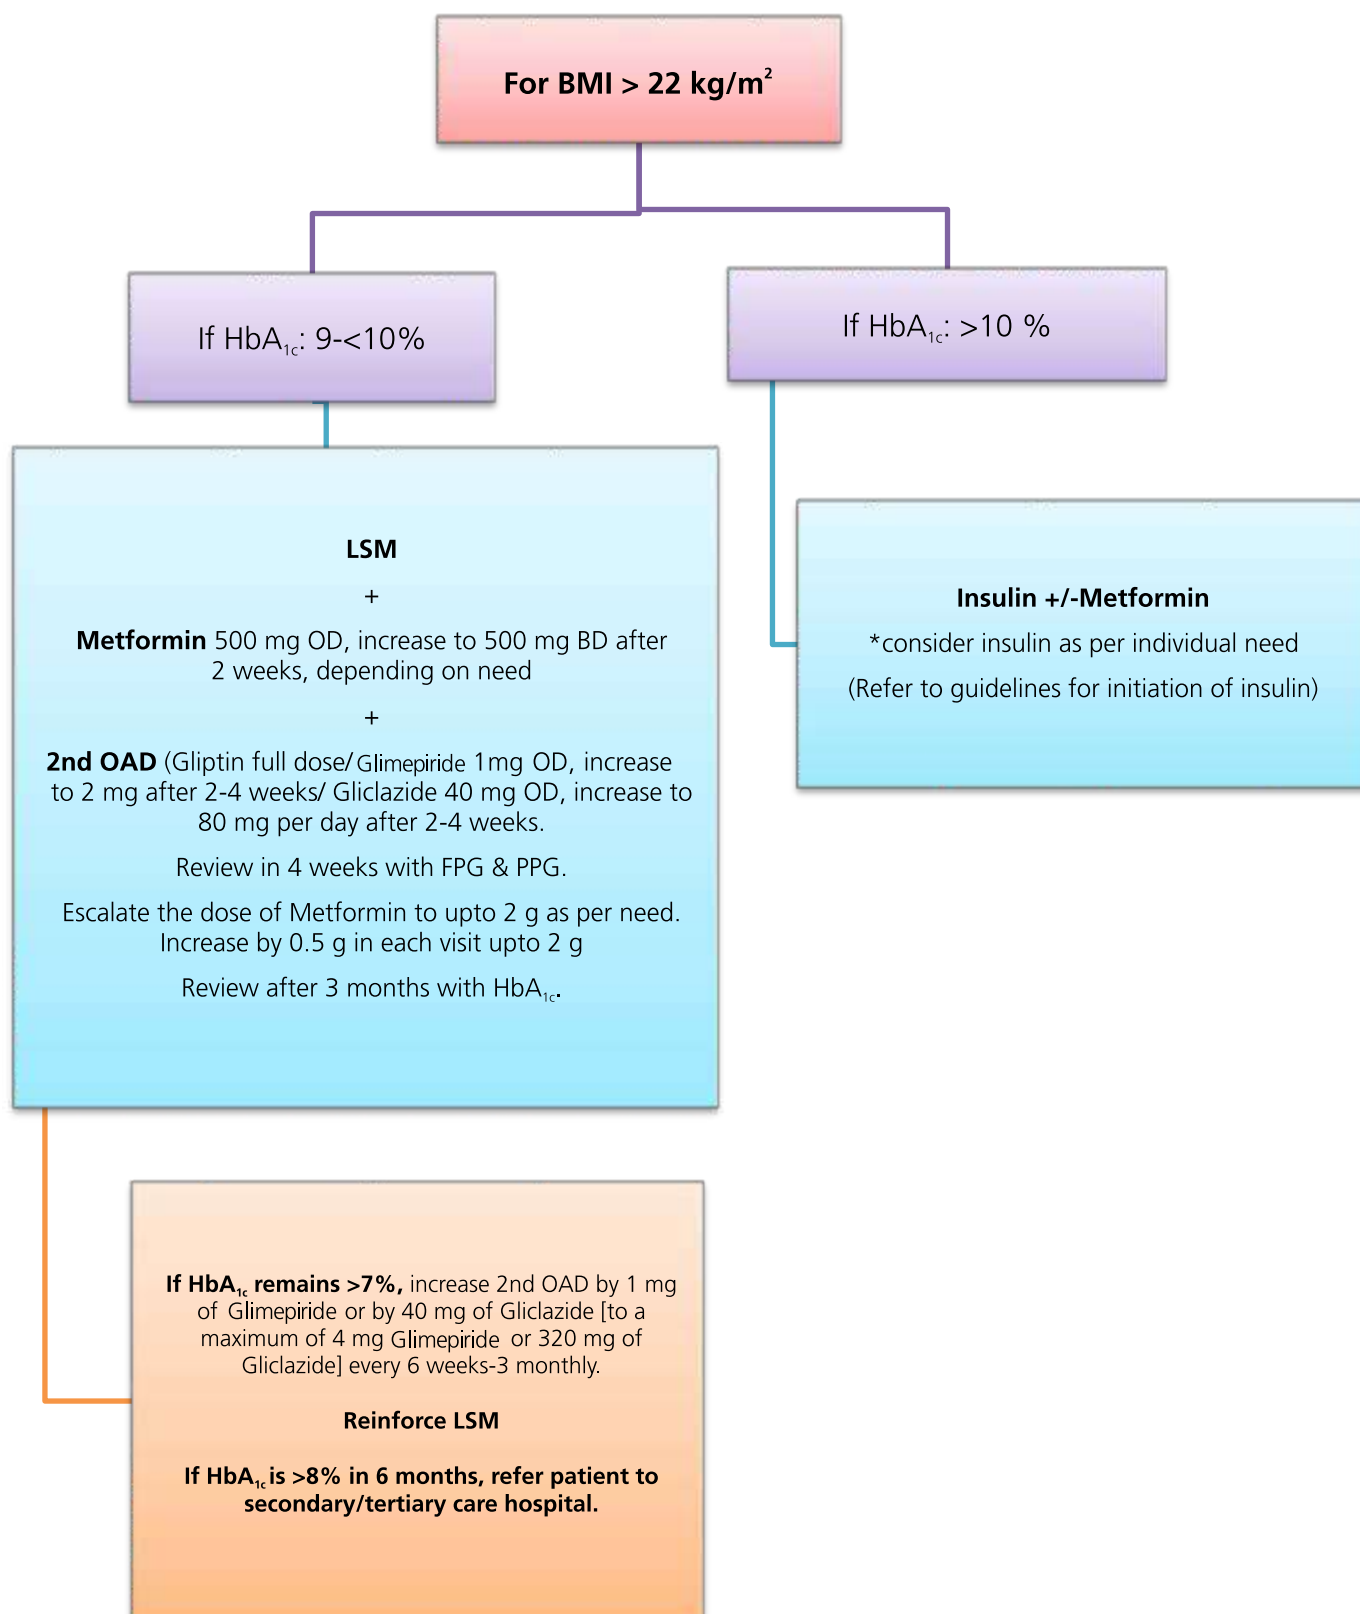 For BMI > 22 kg/m²
If HbA₁c: 9-<10%
If HbA₁c: >10 %
LSM
+
Metformin 500 mg OD, increase to 500 mg BD after
2 weeks, depending on need
+
2nd OAD (Gliptin full dose/ Glimepiride 1mg OD, increase
to 2 mg after 2-4 weeks/ Gliclazide 40 mg OD, increase to
80 mg per day after 2-4 weeks.
Review in 4 weeks with FPG & PPG.
Escalate the dose of Metformin to upto 2 g as per need.
Increase by 0.5 g in each visit upto 2 g
Review after 3 months with HbA₁c.
Insulin +/-Metformin
*consider insulin as per individual need
(Refer to guidelines for initiation of insulin)
If HbA₁c remains >7%, increase 2nd OAD by 1 mg
of Glimepiride or by 40 mg of Gliclazide [to a
maximum of 4 mg Glimepiride or 320 mg of
Gliclazide] every 6 weeks-3 monthly.
Reinforce LSM
If HbA₁c is >8% in 6 months, refer patient to
secondary/tertiary care hospital.